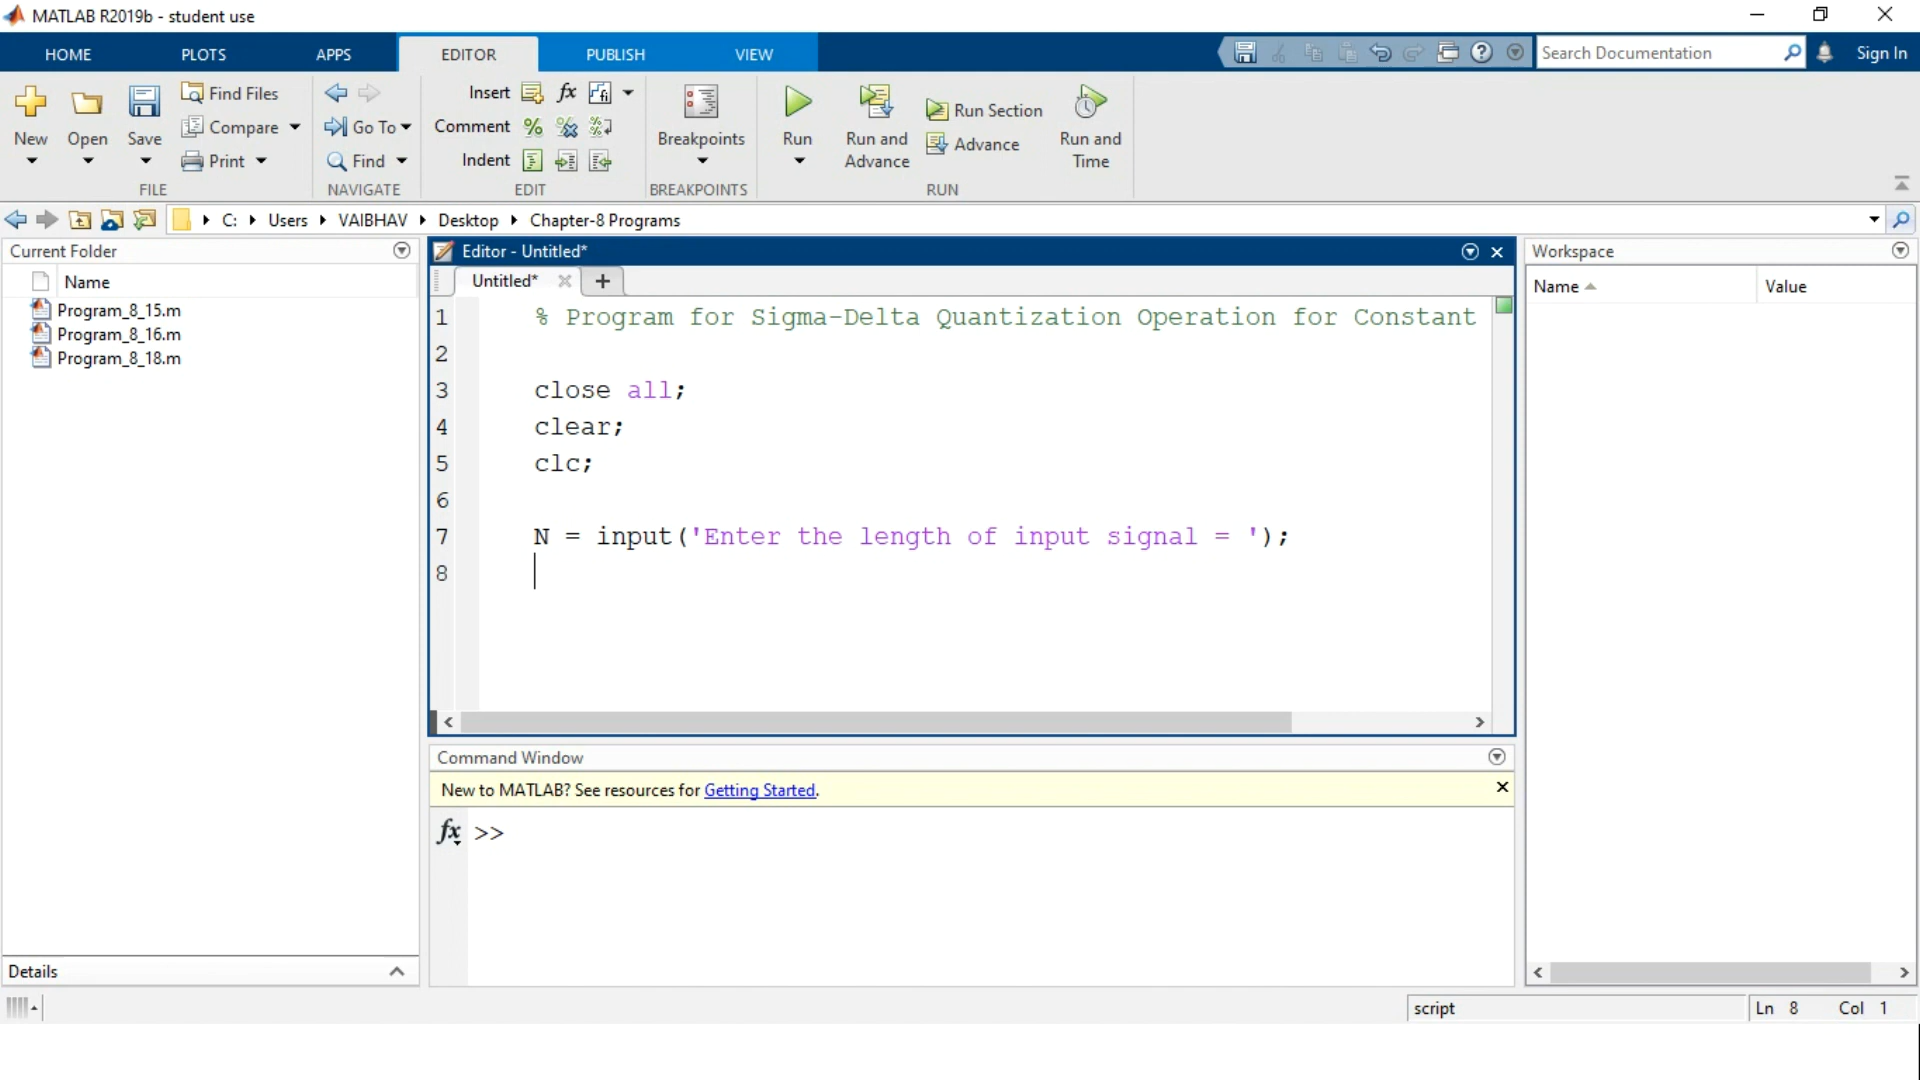 MATLAB R2019b - student use
HOME PLOTS APPS EDITOR PUBLISH VIEW Search Documentation Sign In
New Open Save Find Files Compare Print FILE
Go To Find NAVIGATE
Insert fx Comment Indent EDIT
Breakpoints BREAKPOINTS
Run Run and Advance Run Section Advance Run and Time RUN
C: Users VAIBHAV Desktop Chapter-8 Programs
Current Folder
Name
Program_8_15.m
Program_8_16.m
Program_8_18.m
Details
Editor - Untitled*
Untitled* +
1 % Program for Sigma-Delta Quantization Operation for Constant
2
3 close all;
4 clear;
5 clc;
6
7 N = input('Enter the length of input signal = ');
8
Command Window
New to MATLAB? See resources for Getting Started.
fx >>
Workspace
Name Value
script Ln 8 Col 1